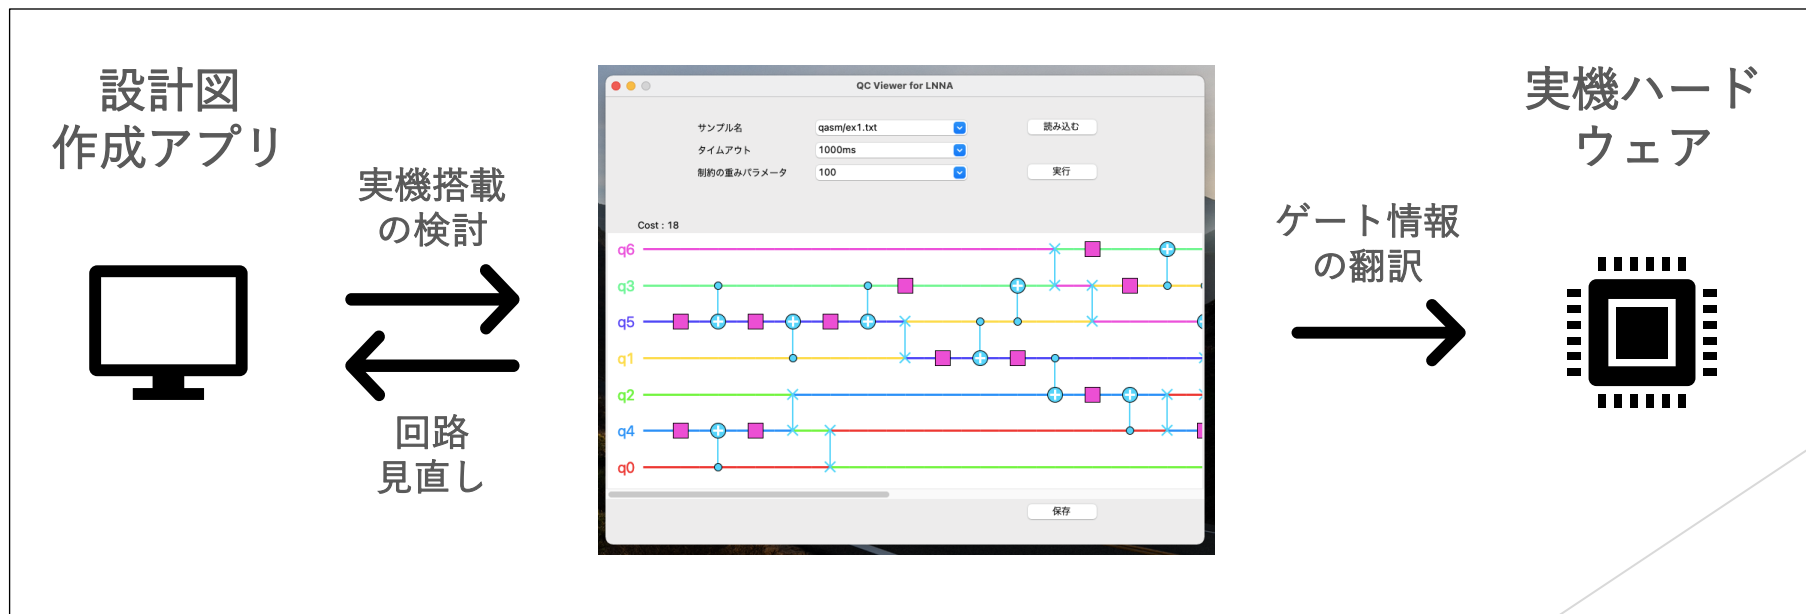 設計図
作成アプリ
実機搭載
の検討
回路
見直し
QC Viewer for LNNA
サンプル名 qasm/ex1.txt 読み込む
タイムアウト 1000ms
制約の重みパラメータ 100 実行
Cost : 18
q6
q3
q5
q1
q2
q4
q0
保存
ゲート情報
の翻訳
実機ハード
ウェア